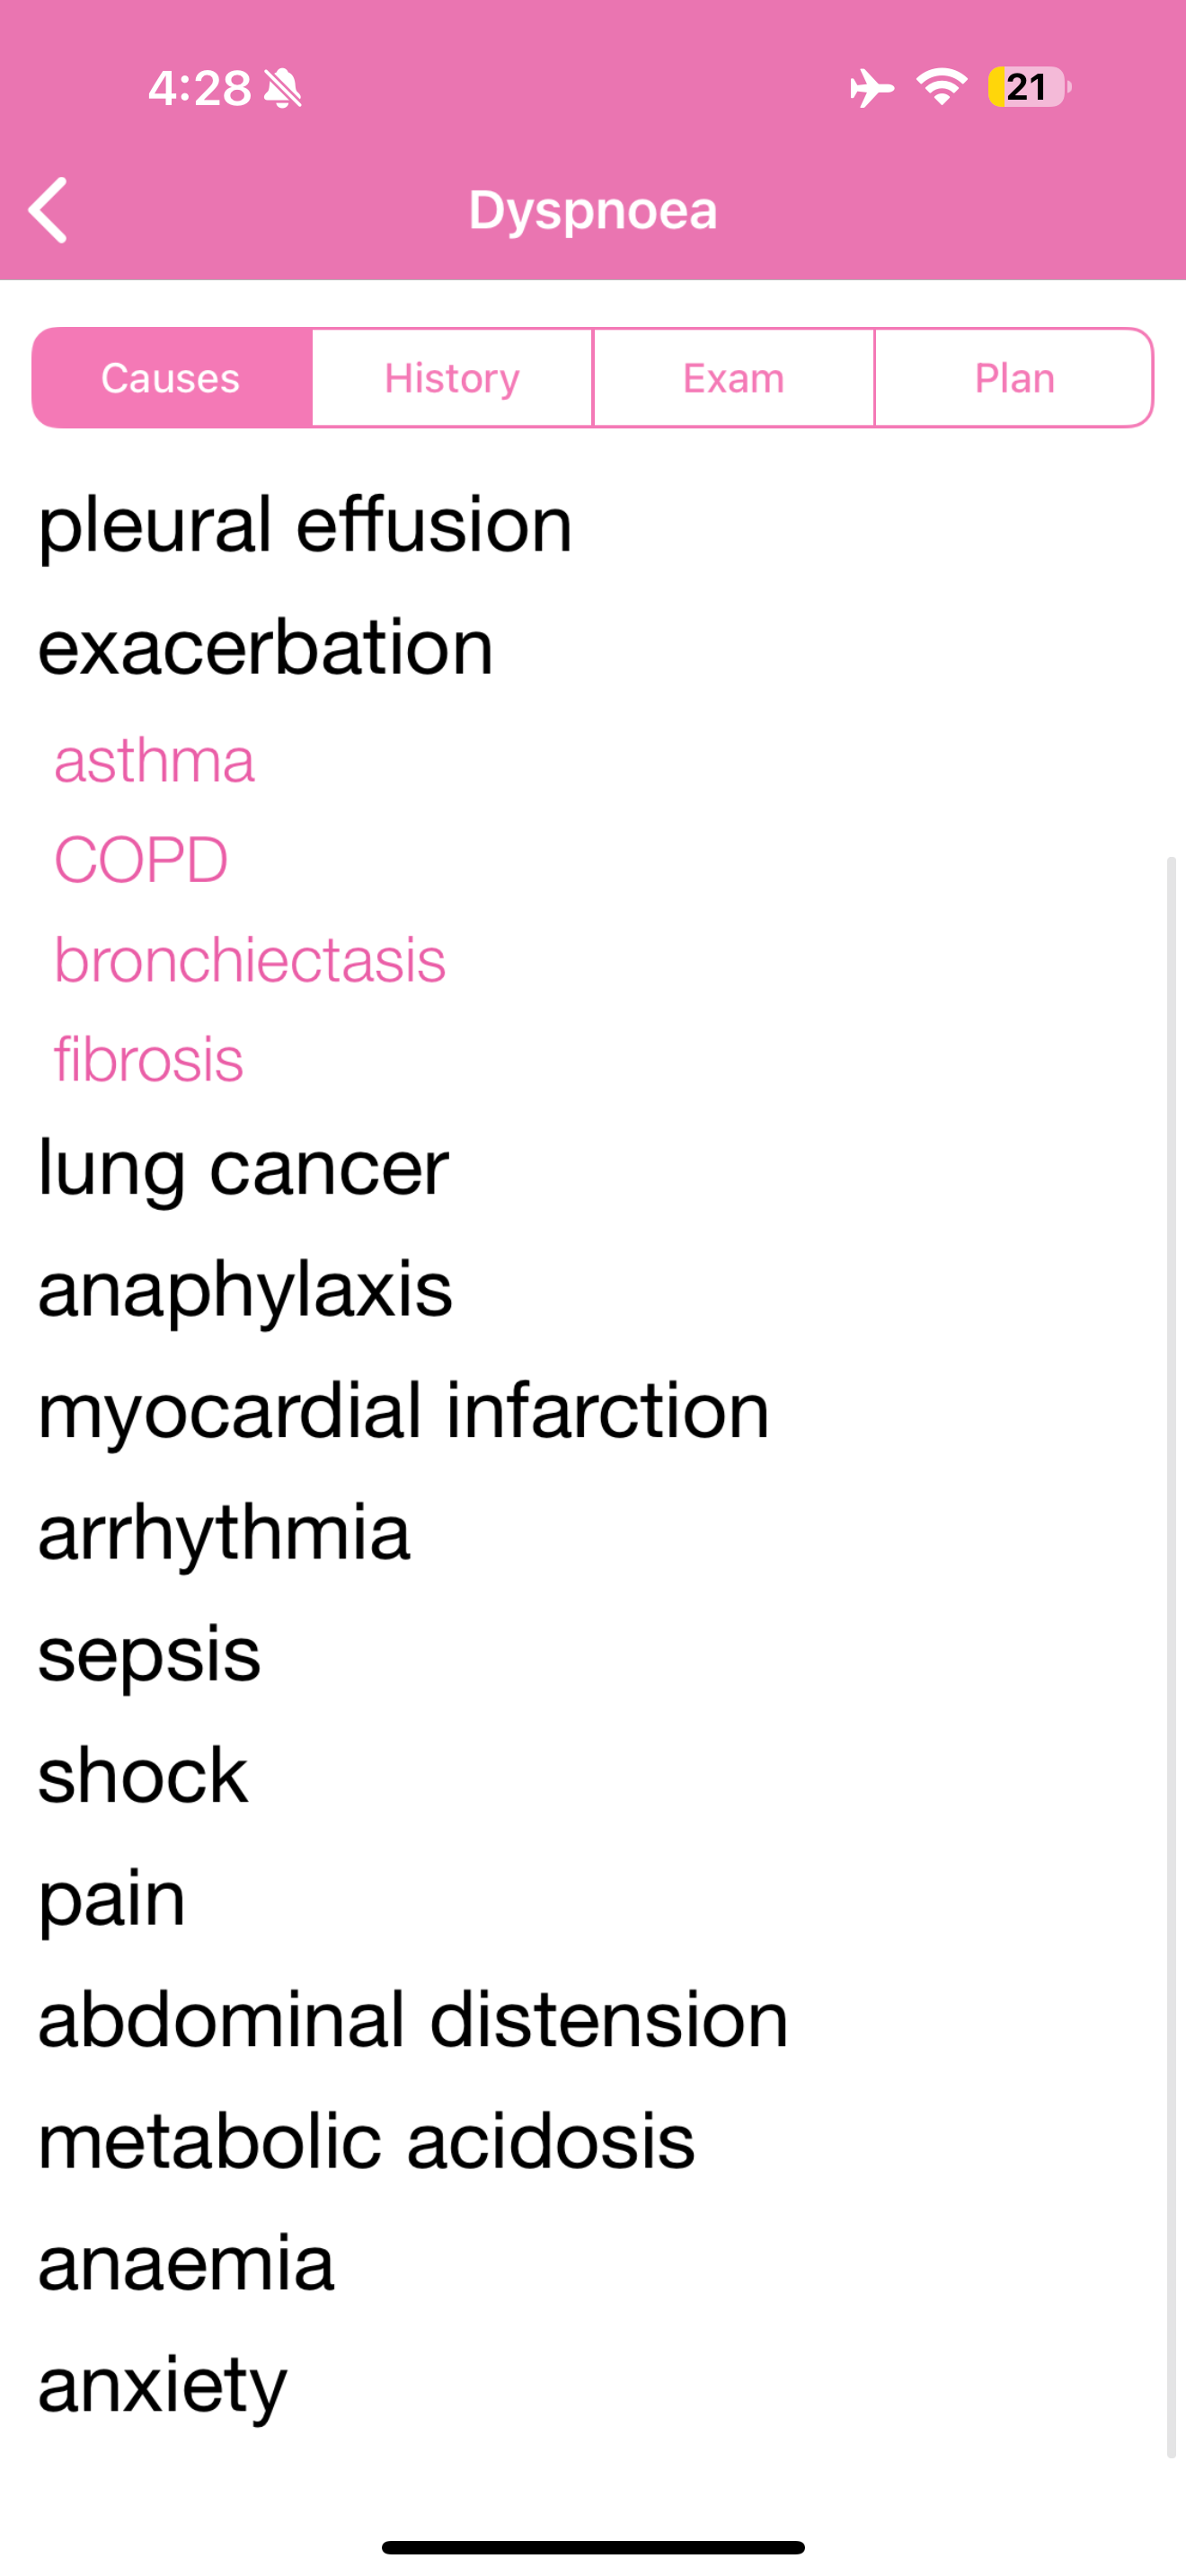 4:28
21
Dyspnoea
Causes History Exam Plan
pleural effusion
exacerbation
asthma
COPD
bronchiectasis
fibrosis
lung cancer
anaphylaxis
myocardial infarction
arrhythmia
sepsis
shock
pain
abdominal distension
metabolic acidosis
anaemia
anxiety